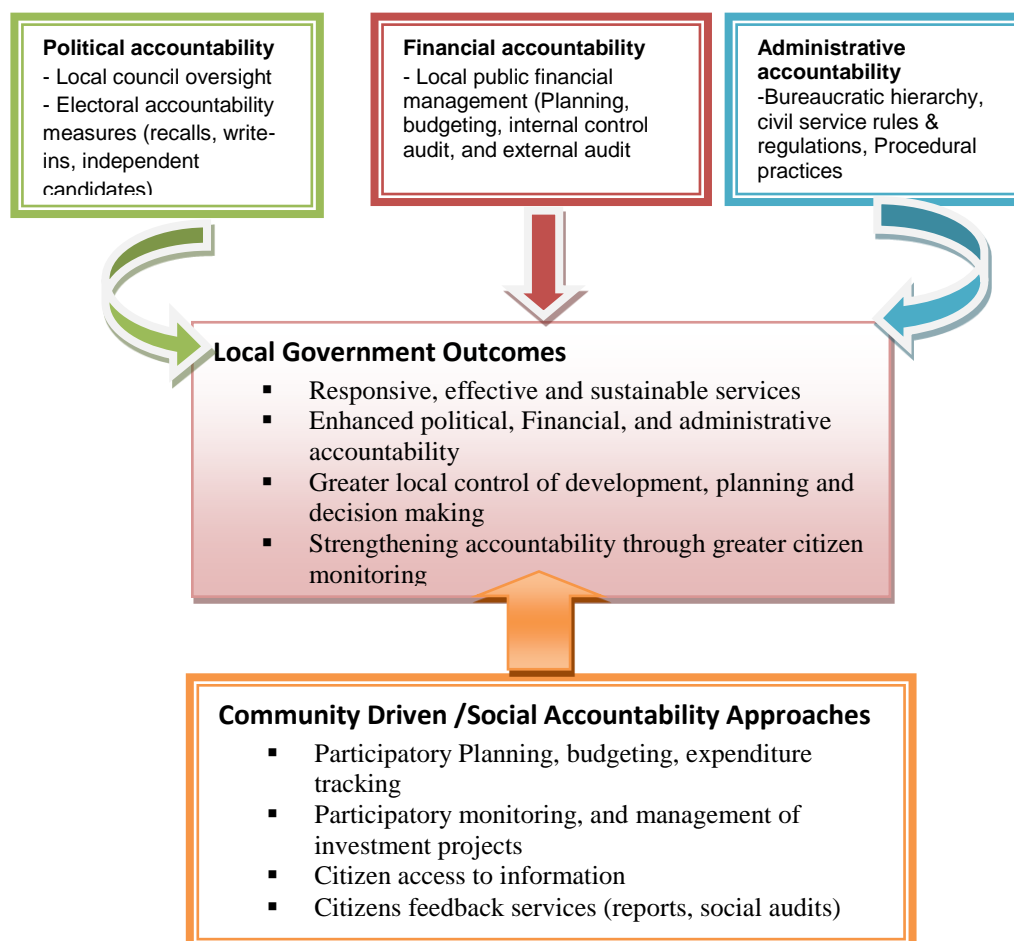 Political accountability
- Local council oversight
- Electoral accountability
measures (recalls, write-
ins, independent
candidates)
Financial accountability
- Local public financial
management (Planning,
budgeting, internal control
audit, and external audit
Administrative
accountability
-Bureaucratic hierarchy,
civil service rules &
regulations, Procedural
practices
Local Government Outcomes
▪ Responsive, effective and sustainable services
▪ Enhanced political, Financial, and administrative
accountability
▪ Greater local control of development, planning and
decision making
▪ Strengthening accountability through greater citizen
monitoring
Community Driven /Social Accountability Approaches
▪ Participatory Planning, budgeting, expenditure
tracking
▪ Participatory monitoring, and management of
investment projects
▪ Citizen access to information
▪ Citizens feedback services (reports, social audits)